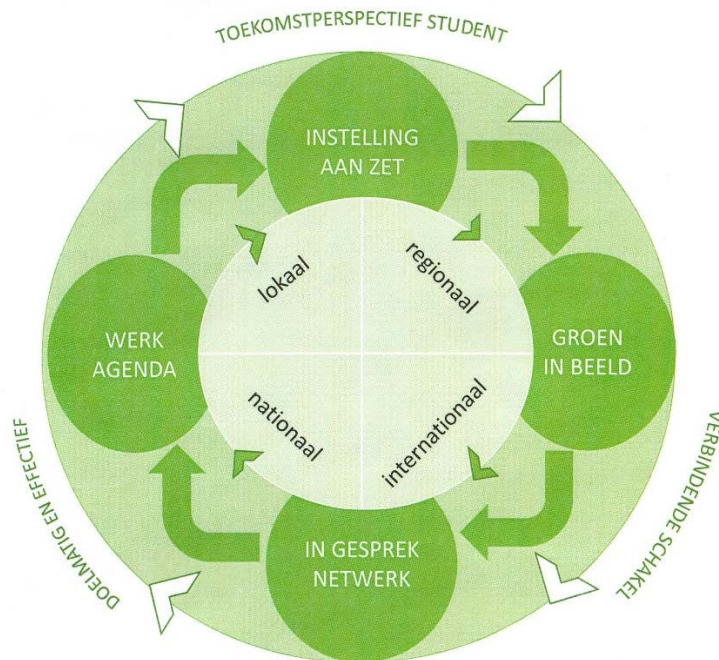 TOEKOMSTPERSPECTIEF STUDENT
INSTELLING
AAN ZET
lokaal
regionaal
WERK
AGENDA
GROEN
IN BEELD
nationaal
internationaal
DOELMATIG EN EFFECTIEF
VERBINDENDE SCHAKEL
IN GESPREK
NETWERK